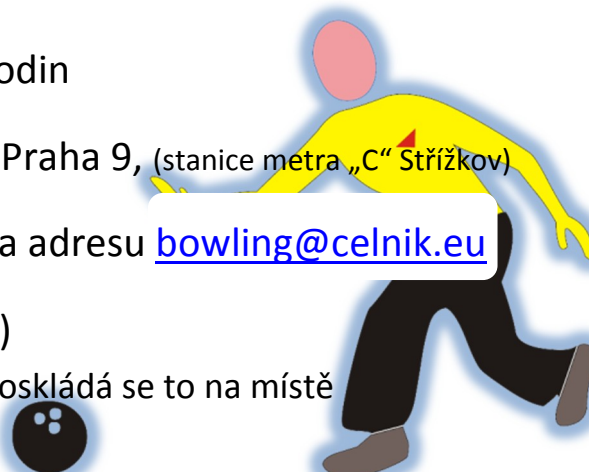 odin
Praha 9, (stanice metra „C“ Střížkov)
a adresu bowling@celnik.eu
)
oskládá se to na místě